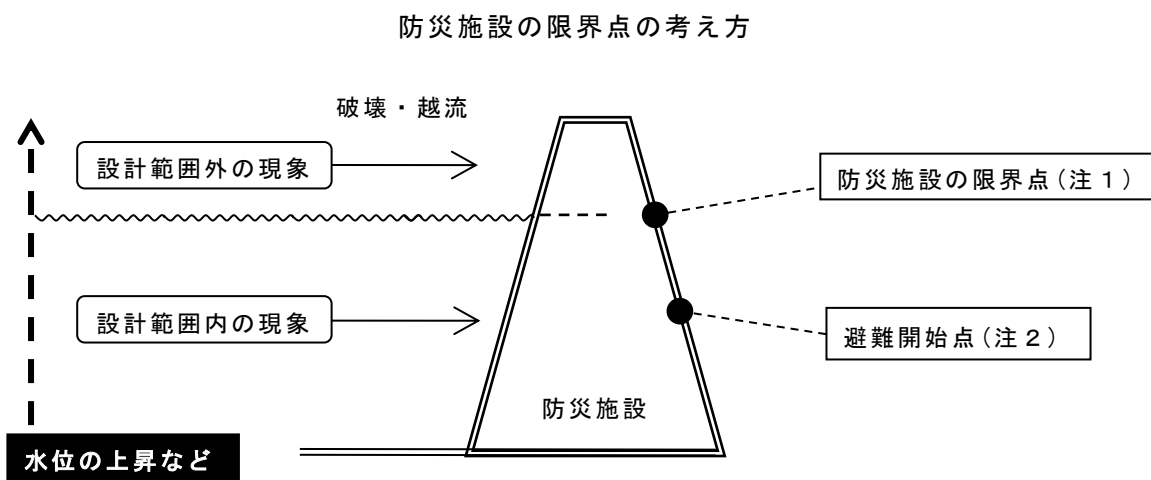 防災施設の限界点の考え方
破壊・越流
設計範囲外の現象
防災施設の限界点(注1)
設計範囲内の現象
避難開始点(注2)
防災施設
水位の上昇など